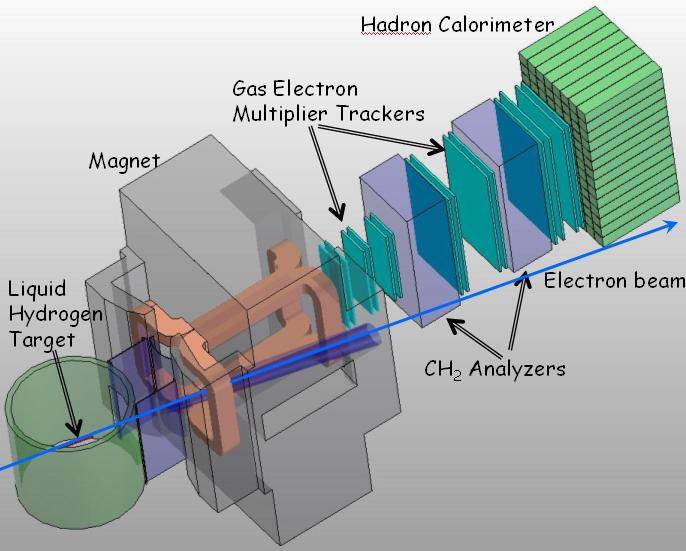 Hadron Calorimeter
Gas Electron
Multiplier Trackers
Magnet
Liquid
Hydrogen
Target
Electron beam
CH₂ Analyzers